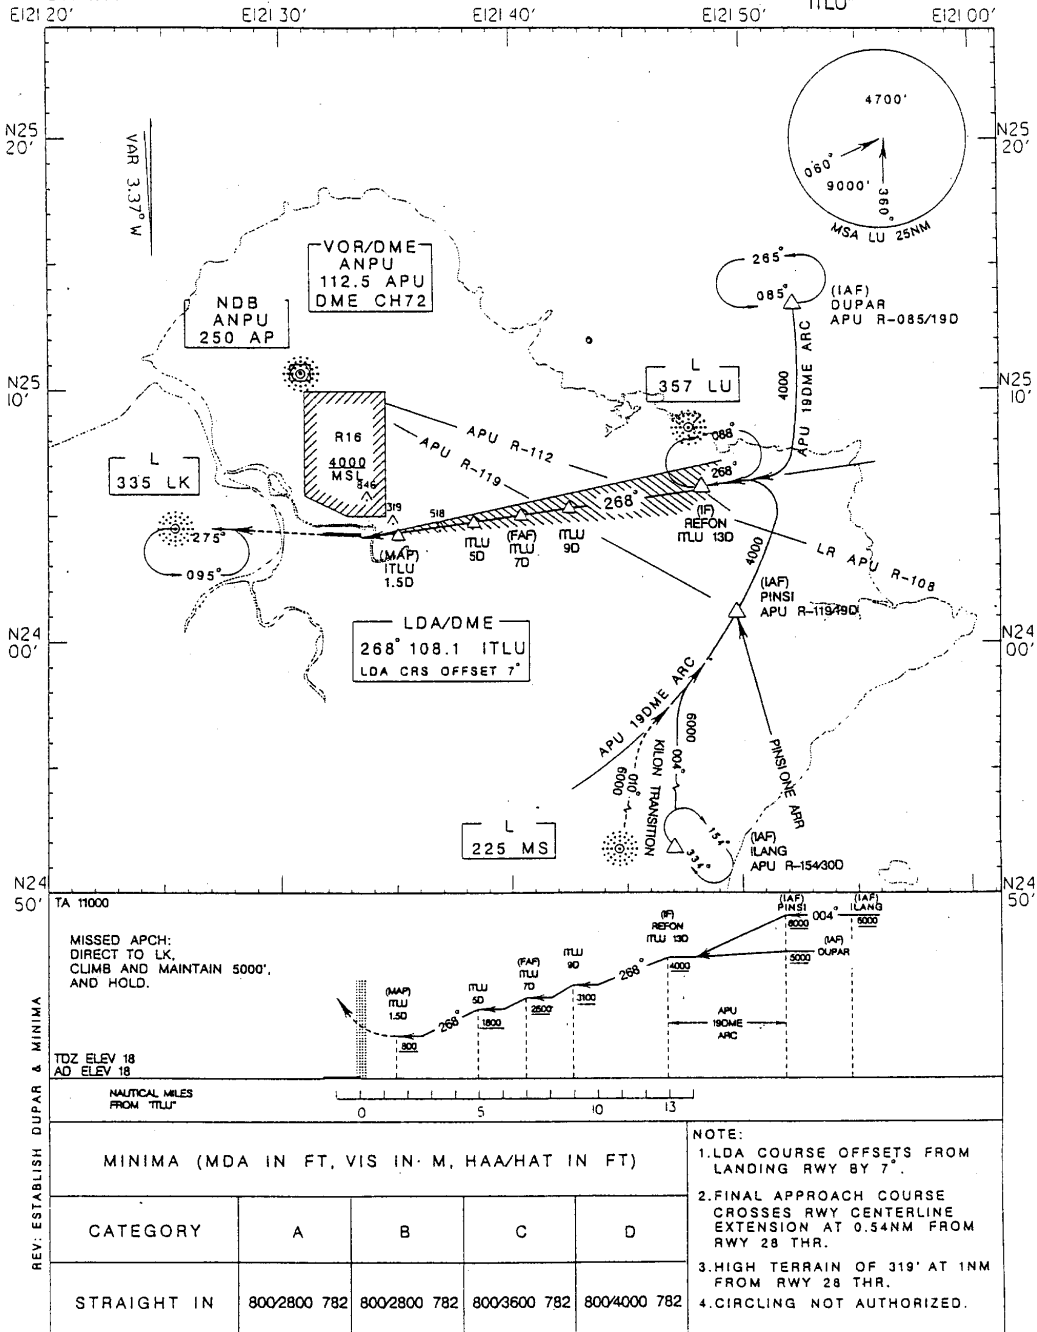 ITLU
E121 20' E121 30' E121 40' E121 50' E121 00'
4700'
060°
9000'
360°
MSA LU 25NM
N25
20'
N25
20'
VAR 3.37° W
VOR/DME
ANPU
112.5 APU
DME CH72
NDB
ANPU
250 AP
265°
085°
(IAF)
DUPAR
APU R-085/19D
APU 19DME ARC
4000
N25
10'
N25
10'
L
357 LU
088°
268°
R16
4000
MSL
846
APU R-112
APU R-119
L
335 LK
319
518
268°
275°
095°
(MAP)
ITLU
1.5D
ITLU
5D
(FAF)
ITLU
7D
ITLU
9D
(IF)
REFON
ITLU 13D
4000
LR APU R-108
(IAF)
PINSI
APU R-119/19D
LDA/DME
268° 108.1 ITLU
LDA CRS OFFSET 7°
N24
00'
N24
00'
APU 19DME ARC
6000
004°
010°
6000
KILON TRANSITION
PINSI ONE ARR
L
225 MS
154°
334°
(IAF)
ILANG
APU R-154/30D
N24
50'
N24
50'
TA 11000
MISSED APCH:
DIRECT TO LK,
CLIMB AND MAINTAIN 5000',
AND HOLD.
(MAP)
ITLU
1.5D
800
268°
ITLU
5D
1800
(FAF)
ITLU
7D
2500
ITLU
9D
3100
268°
(IF)
REFON
ITLU 13D
4000
(IAF)
PINSI
6000
004°
(IAF)
ILANG
6000
(IAF)
DUPAR
5000
APU
19DME
ARC
TDZ ELEV 18
AD ELEV 18
NAUTICAL MILES
FROM "ITLU"
0 5 10 13
REV: ESTABLISH DUPAR & MINIMA
MINIMA (MDA IN FT, VIS IN M, HAA/HAT IN FT)
CATEGORY A B C D
STRAIGHT IN 800/2800 782 800/2800 782 800/3600 782 800/4000 782
NOTE:
1.LDA COURSE OFFSETS FROM
LANDING RWY BY 7°.
2.FINAL APPROACH COURSE
CROSSES RWY CENTERLINE
EXTENSION AT 0.54NM FROM
RWY 28 THR.
3.HIGH TERRAIN OF 319' AT 1NM
FROM RWY 28 THR.
4.CIRCLING NOT AUTHORIZED.